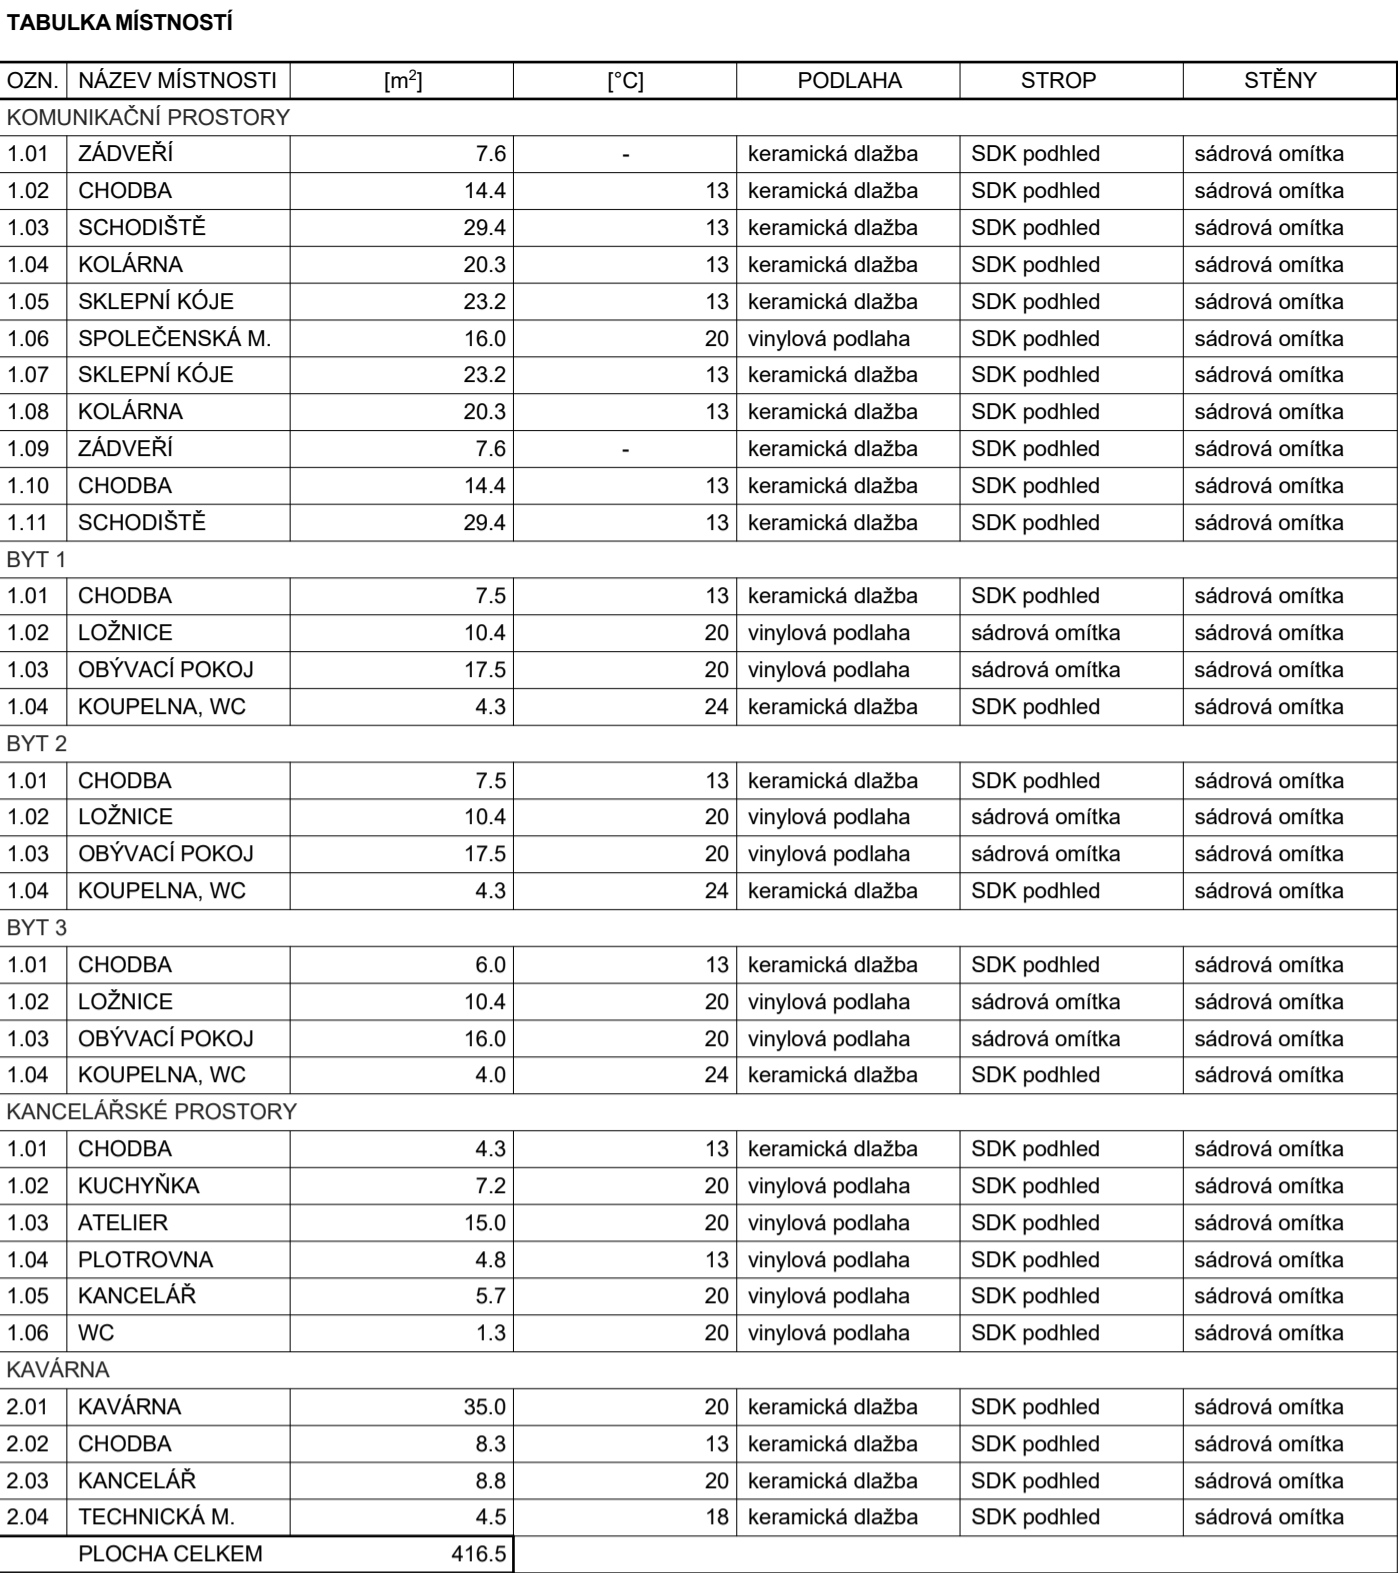 TABULKA MÍSTNOSTÍ
OZN. NÁZEV MÍSTNOSTI [m²] [°C] PODLAHA STROP STĚNY
KOMUNIKAČNÍ PROSTORY
1.01 ZÁDVEŘÍ 7.6 - keramická dlažba SDK podhled sádrová omítka
1.02 CHODBA 14.4 13 keramická dlažba SDK podhled sádrová omítka
1.03 SCHODIŠTĚ 29.4 13 keramická dlažba SDK podhled sádrová omítka
1.04 KOLÁRNA 20.3 13 keramická dlažba SDK podhled sádrová omítka
1.05 SKLEPNÍ KÓJE 23.2 13 keramická dlažba SDK podhled sádrová omítka
1.06 SPOLEČENSKÁ M. 16.0 20 vinylová podlaha SDK podhled sádrová omítka
1.07 SKLEPNÍ KÓJE 23.2 13 keramická dlažba SDK podhled sádrová omítka
1.08 KOLÁRNA 20.3 13 keramická dlažba SDK podhled sádrová omítka
1.09 ZÁDVEŘÍ 7.6 - keramická dlažba SDK podhled sádrová omítka
1.10 CHODBA 14.4 13 keramická dlažba SDK podhled sádrová omítka
1.11 SCHODIŠTĚ 29.4 13 keramická dlažba SDK podhled sádrová omítka
BYT 1
1.01 CHODBA 7.5 13 keramická dlažba SDK podhled sádrová omítka
1.02 LOŽNICE 10.4 20 vinylová podlaha sádrová omítka sádrová omítka
1.03 OBÝVACÍ POKOJ 17.5 20 vinylová podlaha sádrová omítka sádrová omítka
1.04 KOUPELNA, WC 4.3 24 keramická dlažba SDK podhled sádrová omítka
BYT 2
1.01 CHODBA 7.5 13 keramická dlažba SDK podhled sádrová omítka
1.02 LOŽNICE 10.4 20 vinylová podlaha sádrová omítka sádrová omítka
1.03 OBÝVACÍ POKOJ 17.5 20 vinylová podlaha sádrová omítka sádrová omítka
1.04 KOUPELNA, WC 4.3 24 keramická dlažba SDK podhled sádrová omítka
BYT 3
1.01 CHODBA 6.0 13 keramická dlažba SDK podhled sádrová omítka
1.02 LOŽNICE 10.4 20 vinylová podlaha sádrová omítka sádrová omítka
1.03 OBÝVACÍ POKOJ 16.0 20 vinylová podlaha sádrová omítka sádrová omítka
1.04 KOUPELNA, WC 4.0 24 keramická dlažba SDK podhled sádrová omítka
KANCELÁŘSKÉ PROSTORY
1.01 CHODBA 4.3 13 keramická dlažba SDK podhled sádrová omítka
1.02 KUCHYŇKA 7.2 20 vinylová podlaha SDK podhled sádrová omítka
1.03 ATELIER 15.0 20 vinylová podlaha SDK podhled sádrová omítka
1.04 PLOTROVNA 4.8 13 vinylová podlaha SDK podhled sádrová omítka
1.05 KANCELÁŘ 5.7 20 vinylová podlaha SDK podhled sádrová omítka
1.06 WC 1.3 20 vinylová podlaha SDK podhled sádrová omítka
KAVÁRNA
2.01 KAVÁRNA 35.0 20 keramická dlažba SDK podhled sádrová omítka
2.02 CHODBA 8.3 13 keramická dlažba SDK podhled sádrová omítka
2.03 KANCELÁŘ 8.8 20 keramická dlažba SDK podhled sádrová omítka
2.04 TECHNICKÁ M. 4.5 18 keramická dlažba SDK podhled sádrová omítka
PLOCHA CELKEM 416.5